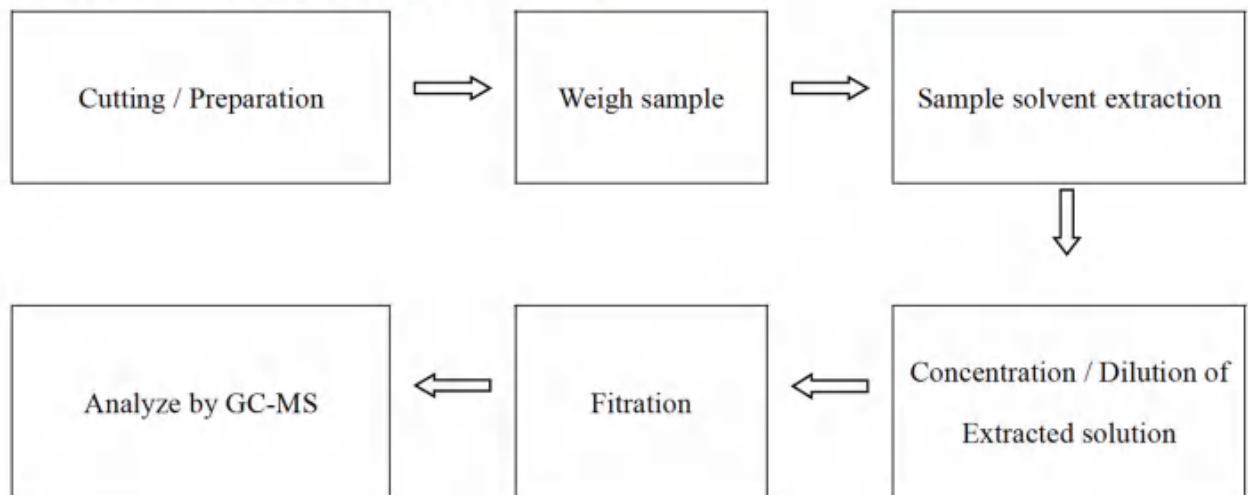 Cutting / Preparation
Weigh sample
Sample solvent extraction
Concentration / Dilution of
Extracted solution
Fitration
Analyze by GC-MS